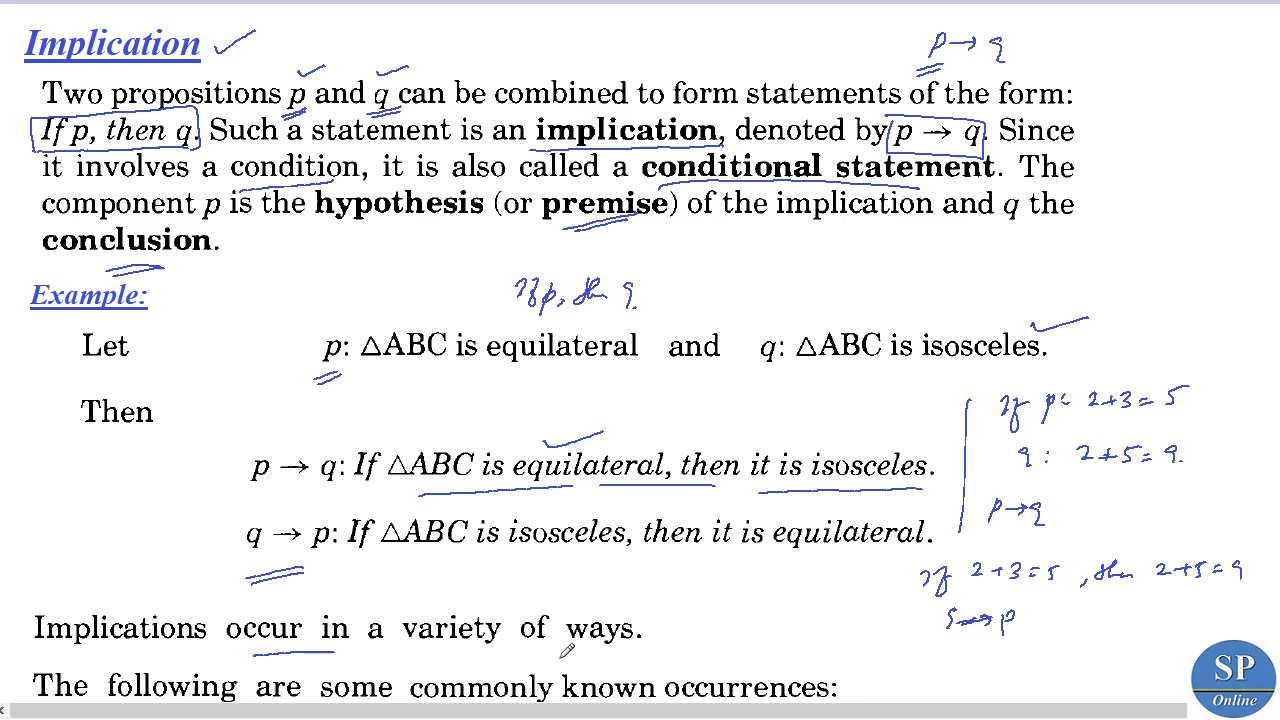 Implication
p → q
Two propositions p and q can be combined to form statements of the form:
If p, then q. Such a statement is an implication, denoted by p → q. Since
it involves a condition, it is also called a conditional statement. The
component p is the hypothesis (or premise) of the implication and q the
conclusion.
If p, then q.
Example:
Let p: △ABC is equilateral and q: △ABC is isosceles.
Then
p → q: If △ABC is equilateral, then it is isosceles.
q → p: If △ABC is isosceles, then it is equilateral.
If p: 2+3=5
q: 2+5=9.
p→q
If 2+3=5, then 2+5=9
→ p
Implications occur in a variety of ways.
The following are some commonly known occurrences:
SP
Online